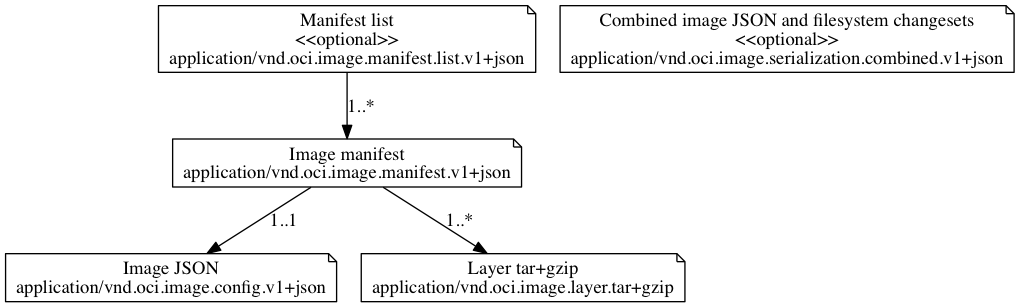 Manifest list
<<optional>>
application/vnd.oci.image.manifest.list.v1+json
Combined image JSON and filesystem changesets
<<optional>>
application/vnd.oci.image.serialization.combined.v1+json
1..*
Image manifest
application/vnd.oci.image.manifest.v1+json
1..1
1..*
Image JSON
application/vnd.oci.image.config.v1+json
Layer tar+gzip
application/vnd.oci.image.layer.tar+gzip